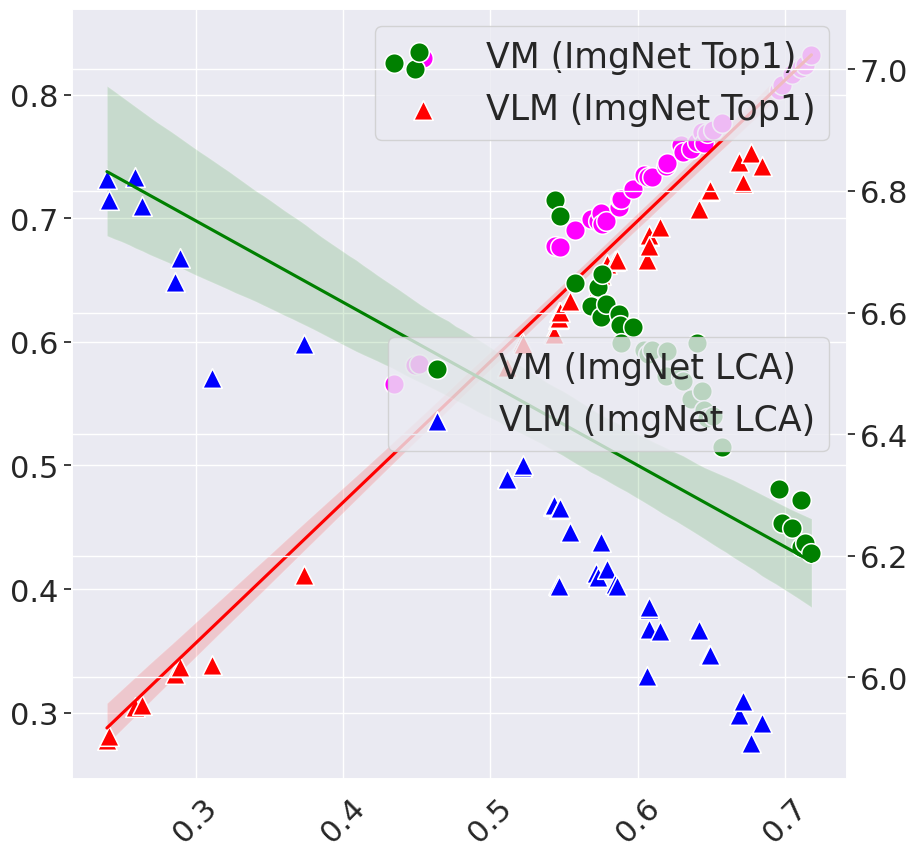 VM (ImgNet Top1)
VLM (ImgNet Top1)
VM (ImgNet LCA)
VLM (ImgNet LCA)
0.8
0.7
0.6
0.5
0.4
0.3
7.0
6.8
6.6
6.4
6.2
6.0
0.3 0.4 0.5 0.6 0.7